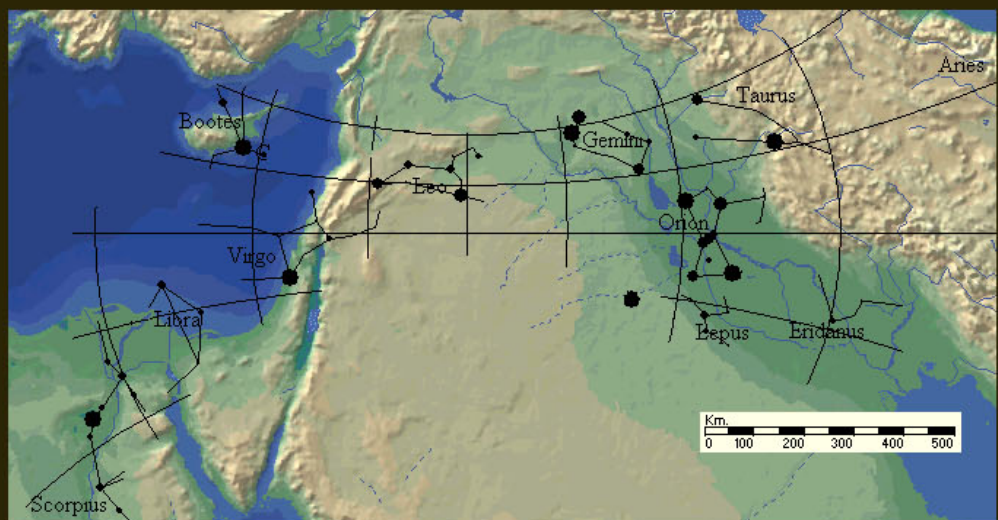 Aries
Taurus
Bootes
Gemini
Leo
Orion
Virgo
Libra
Lepus
Eridanus
Km.
0 100 200 300 400 500
Scorpius